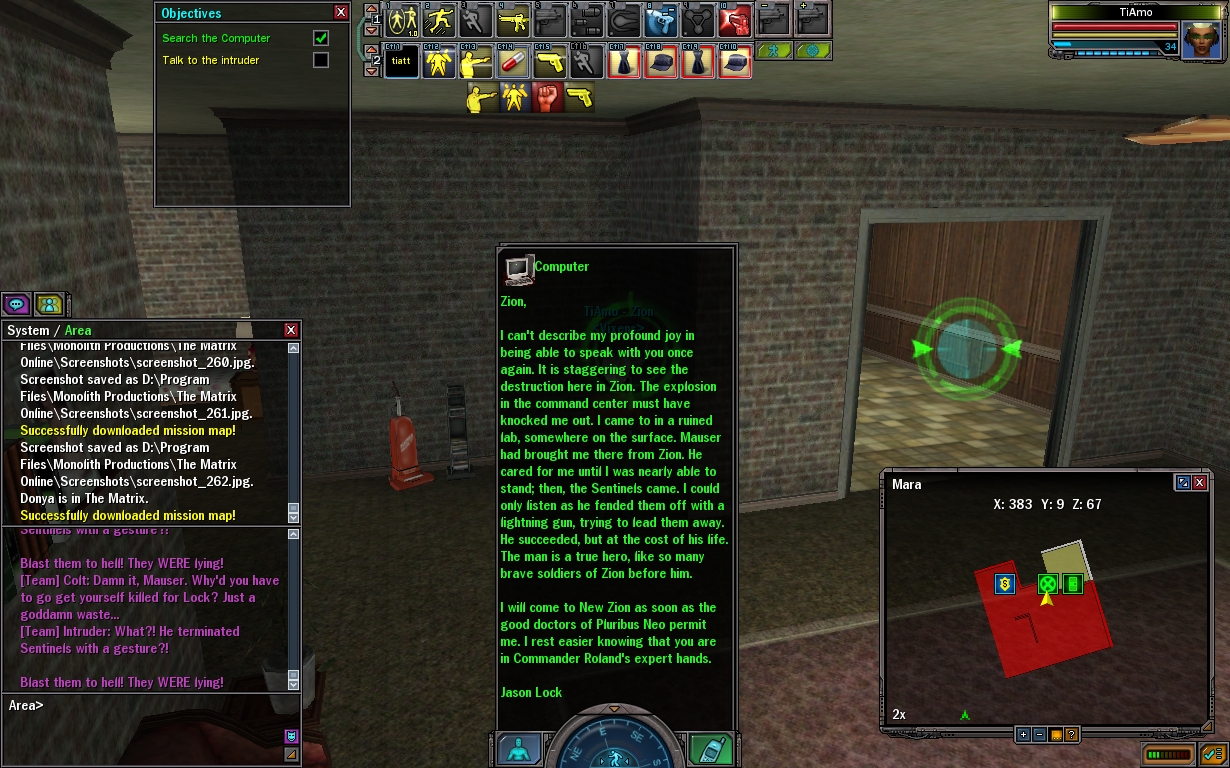 Objectives
Search the Computer
Talk to the intruder
1
1.0
2
tiatt
TiAmo
34
Computer
Zion,
I can't describe my profound joy in
being able to speak with you once
again. It is staggering to see the
destruction here in Zion. The explosion
in the command center must have
knocked me out. I came to in a ruined
lab, somewhere on the surface. Mauser
had brought me there from Zion. He
cared for me until I was nearly able to
stand; then, the Sentinels came. I could
only listen as he fended them off with a
lightning gun, trying to lead them away.
He succeeded, but at the cost of his life.
The man is a true hero, like so many
brave soldiers of Zion before him.
I will come to New Zion as soon as the
good doctors of Pluribus Neo permit
me. I rest easier knowing that you are
in Commander Roland's expert hands.
Jason Lock
System / Area
Files\Monolith Productions\The Matrix
Online\Screenshots\screenshot_260.jpg.
Screenshot saved as D:\Program
Files\Monolith Productions\The Matrix
Online\Screenshots\screenshot_261.jpg.
Successfully downloaded mission map!
Screenshot saved as D:\Program
Files\Monolith Productions\The Matrix
Online\Screenshots\screenshot_262.jpg.
Donya is in The Matrix.
Successfully downloaded mission map!
Sentinels with a gesture?!
Blast them to hell! They WERE lying!
[Team] Colt: Damn it, Mauser. Why'd you have
to go get yourself killed for Lock? Just a
goddamn waste...
[Team] Intruder: What?! He terminated
Sentinels with a gesture?!
Blast them to hell! They WERE lying!
Area>
Mara
X: 383 Y: 9 Z: 67
2x